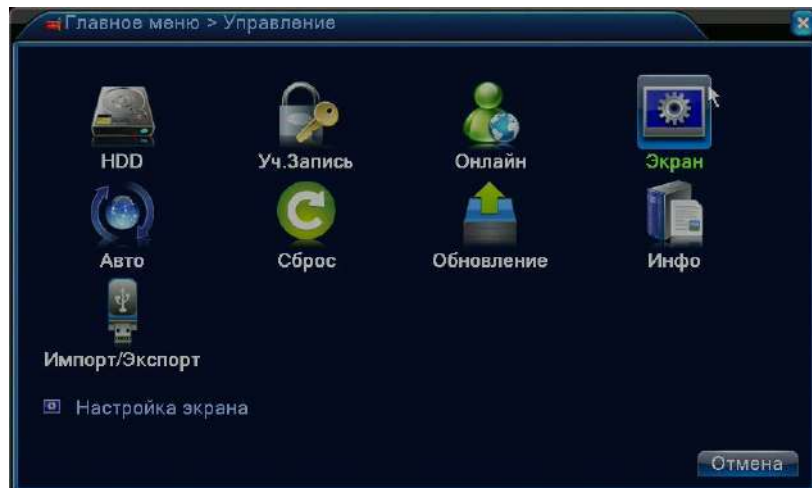 Главное меню > Управление
HDD
Уч.Запись
Онлайн
Экран
Авто
Сброс
Обновление
Инфо
Импорт/Экспорт
Настройка экрана
Отмена